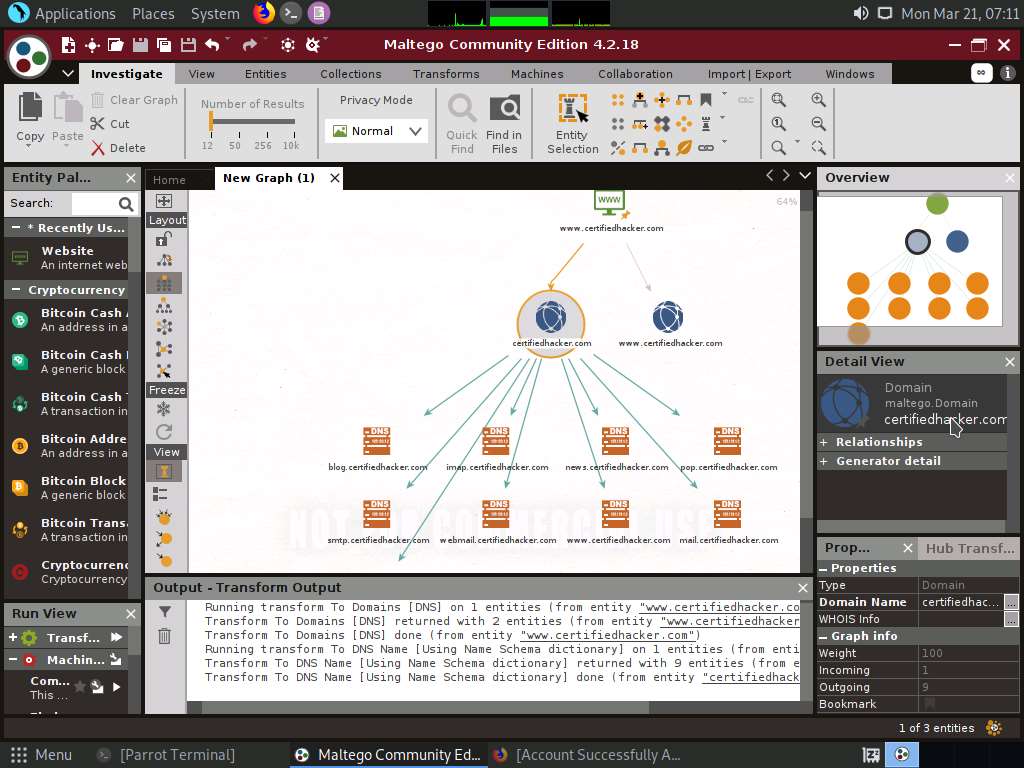 Applications Places System Mon Mar 21, 07:11
Maltego Community Edition 4.2.18
Investigate View Entities Collections Transforms Machines Collaboration Import | Export Windows
Copy
Paste
Clear Graph
Cut
Delete
Number of Results
12 50 256 10k
Privacy Mode
Normal
Quick Find
Find in Files
Entity Selection
Entity Pal...
Search:
* Recently Us...
Website
An internet web
Cryptocurrency
Bitcoin Cash
An address in a
Bitcoin Cash
A generic block
Bitcoin Cash
A transaction in
Bitcoin Addre
An address in a
Bitcoin Block
A generic block
Bitcoin Trans
A transaction in
Cryptocurrenc
Cryptocurrency
Run View
Transf...
Machin...
Com...
This ...
Home New Graph (1)
Layout
Freeze
View
64%
WWW
www.certifiedhacker.com
certifiedhacker.com
www.certifiedhacker.com
DNS DNS DNS DNS
blog.certifiedhacker.com imap.certifiedhacker.com news.certifiedhacker.com pop.certifiedhacker.com
DNS DNS DNS DNS
smtp.certifiedhacker.com webmail.certifiedhacker.com www.certifiedhacker.com mail.certifiedhacker.com
Output - Transform Output
Running transform To Domains [DNS] on 1 entities (from entity "www.certifiedhacker.co
Transform To Domains [DNS] returned with 2 entities (from entity "www.certifiedhacker
Transform To Domains [DNS] done (from entity "www.certifiedhacker.com")
Running transform To DNS Name [Using Name Schema dictionary] on 1 entities (from enti
Transform To DNS Name [Using Name Schema dictionary] returned with 9 entities (from e
Transform To DNS Name [Using Name Schema dictionary] done (from entity "certifiedhack
Overview
Detail View
Domain
maltego.Domain
certifiedhacker.com
+ Relationships
+ Generator detail
Prop... Hub Transf...
Properties
Type Domain
Domain Name certifiedhac... ...
WHOIS Info ...
Graph info
Weight 100
Incoming 1
Outgoing 9
Bookmark
1 of 3 entities
Menu [Parrot Terminal] Maltego Community Ed... [Account Successfully A...